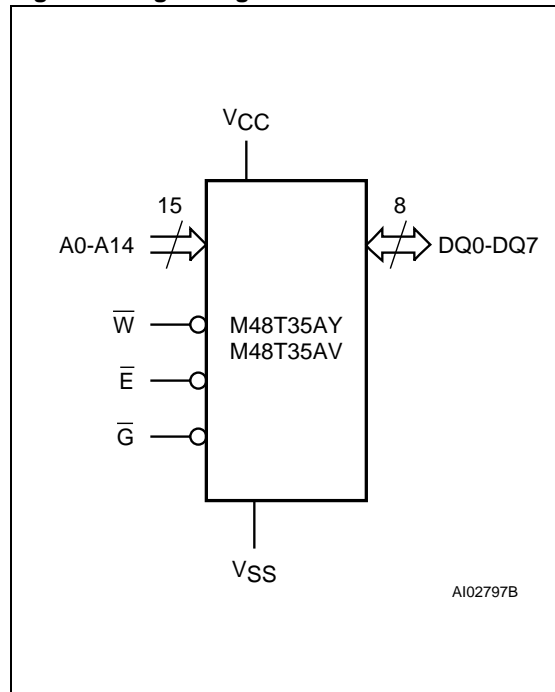 VCC
15
8
A0-A14
DQ0-DQ7
W̅
M48T35AY
M48T35AV
E̅
G̅
VSS
AI02797B